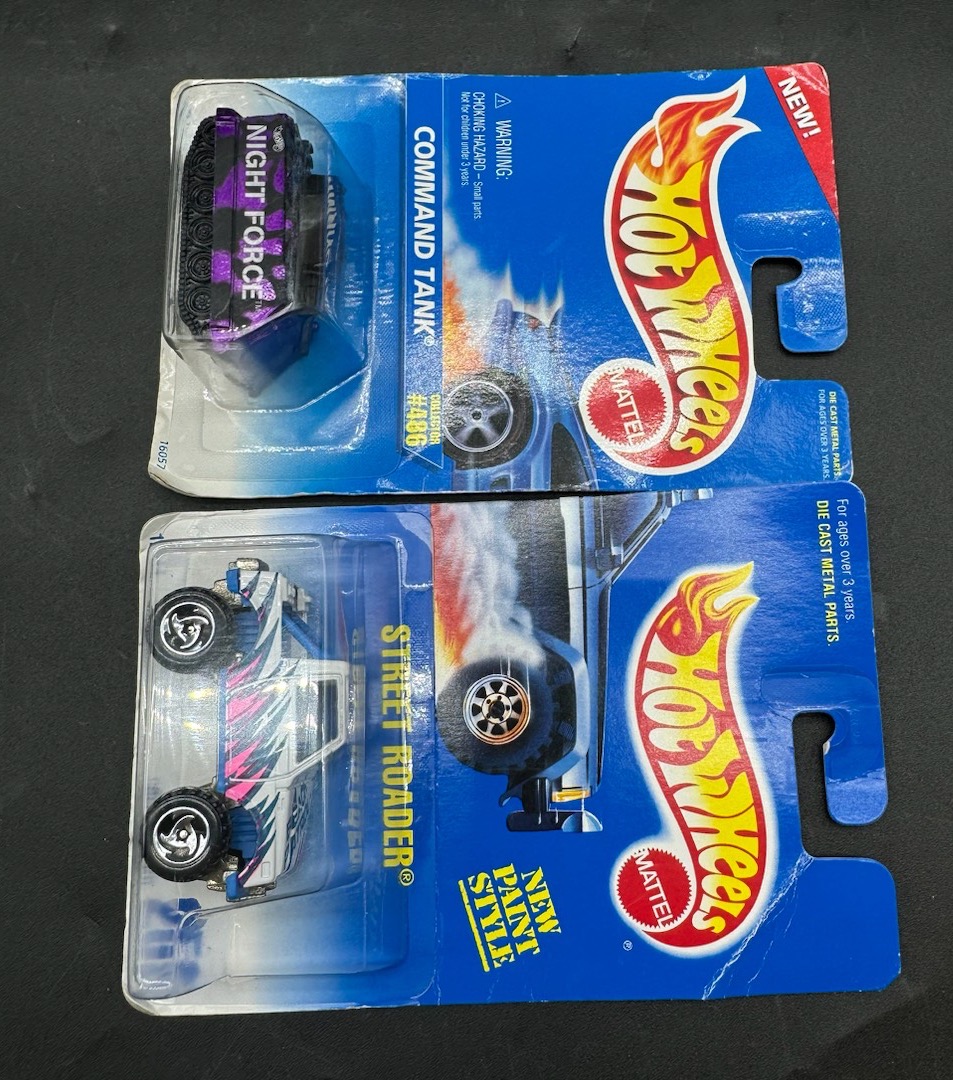 NEW!
HOT WHEELS
MATTEL
DIE CAST METAL PARTS.
FOR AGES OVER 3 YEARS.
⚠ WARNING:
CHOKING HAZARD – Small parts
Not for children under 3 years.
COMMAND TANK®
COLLECTOR
#486
NIGHT FORCE™
16057
For ages over 3 years.
DIE CAST METAL PARTS.
HOT WHEELS
MATTEL
®
NEW
PAINT
STYLE
STREET ROADER®